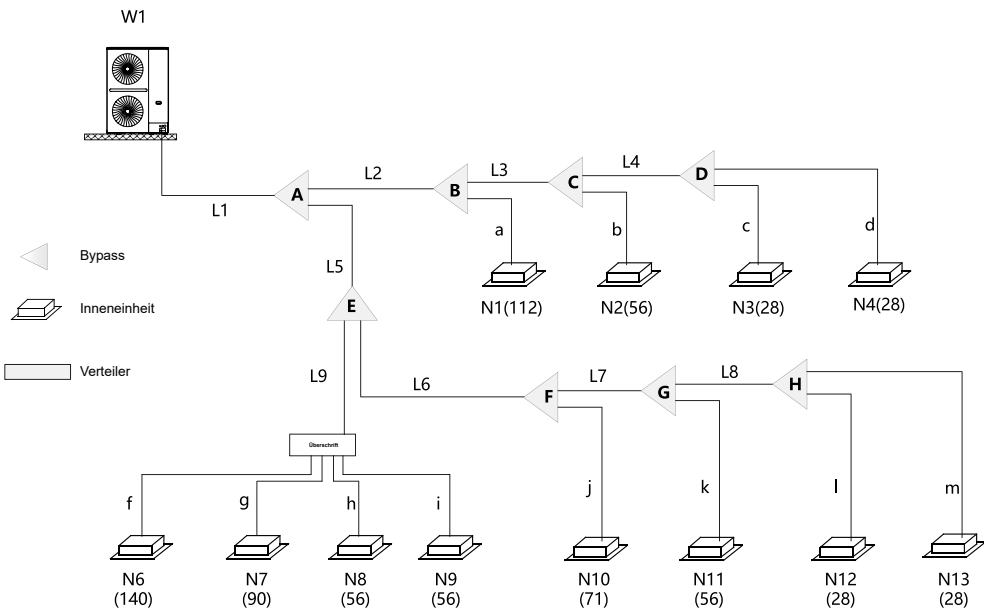 W1
L1
A
L2
B
L3
C
L4
D
a
b
c
d
N1(112)
N2(56)
N3(28)
N4(28)
Bypass
Inneneinheit
Verteiler
L5
E
L9
L6
F
L7
G
L8
H
Überschrift
f
g
h
i
j
k
l
m
N6
(140)
N7
(90)
N8
(56)
N9
(56)
N10
(71)
N11
(56)
N12
(28)
N13
(28)